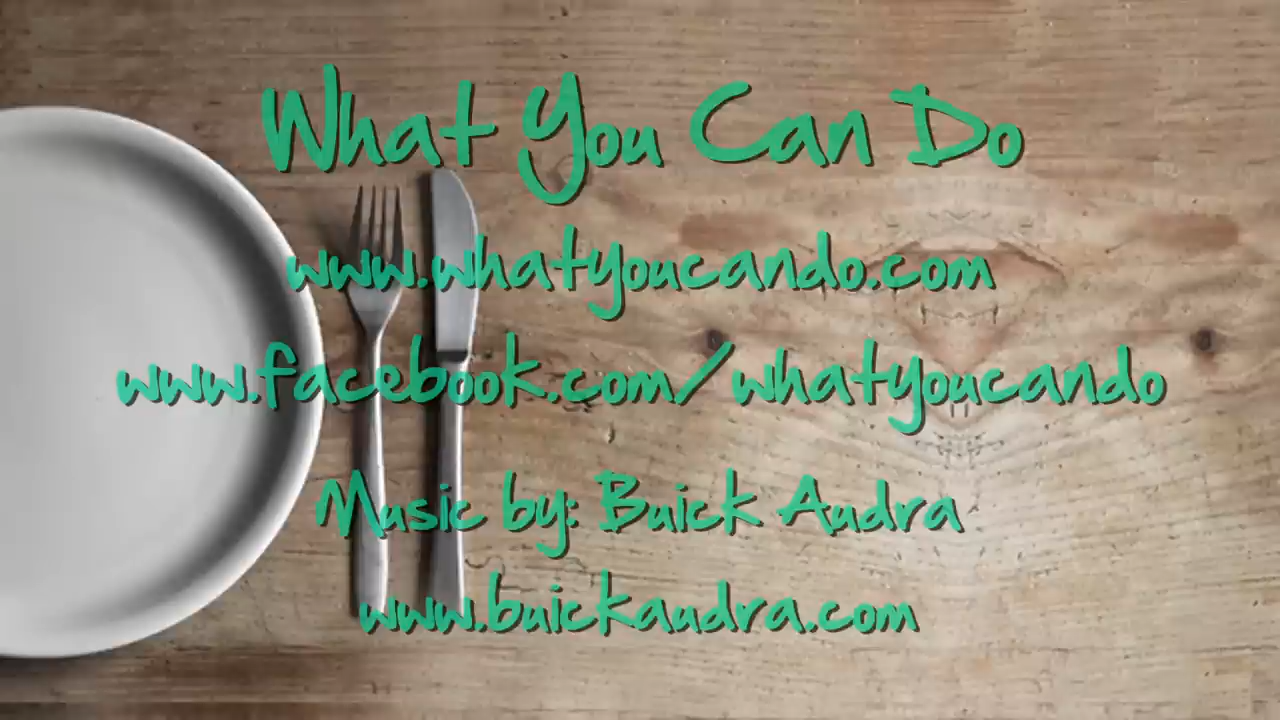 What You Can Do
www.whatyoucando.com
www.facebook.com/whatyoucando
Music by: Buick Audra
www.buickaudra.com